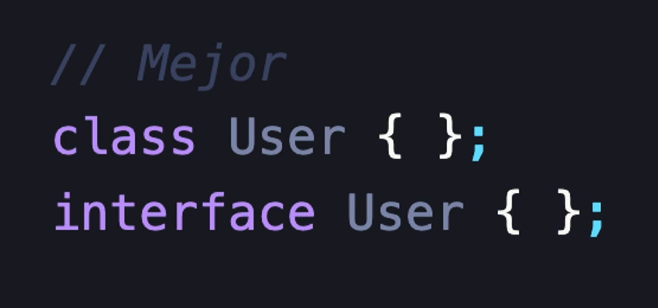 // Mejor
class User { };
interface User { };